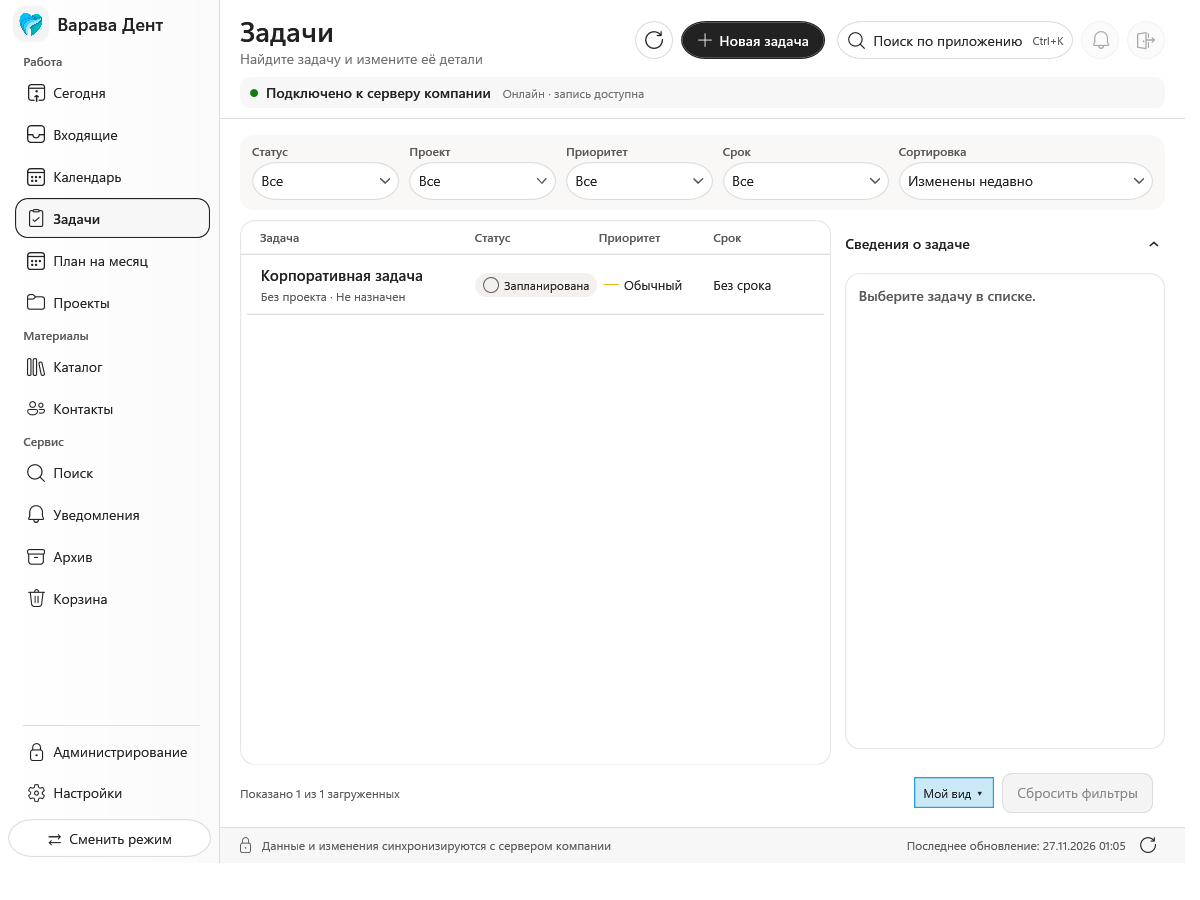 Варава Дент
Работа
Сегодня
Входящие
Календарь
Задачи
План на месяц
Проекты
Материалы
Каталог
Контакты
Сервис
Поиск
Уведомления
Архив
Корзина
Администрирование
Настройки
Сменить режим
Задачи
Найдите задачу и измените её детали
Новая задача
Поиск по приложению Ctrl+K
Подключено к серверу компании Онлайн · запись доступна
Статус Проект Приоритет Срок Сортировка
Все Все Все Все Изменены недавно
Задача Статус Приоритет Срок
Корпоративная задача
Без проекта · Не назначен
Запланирована Обычный Без срока
Сведения о задаче
Выберите задачу в списке.
Показано 1 из 1 загруженных
Мой вид
Сбросить фильтры
Данные и изменения синхронизируются с сервером компании
Последнее обновление: 27.11.2026 01:05